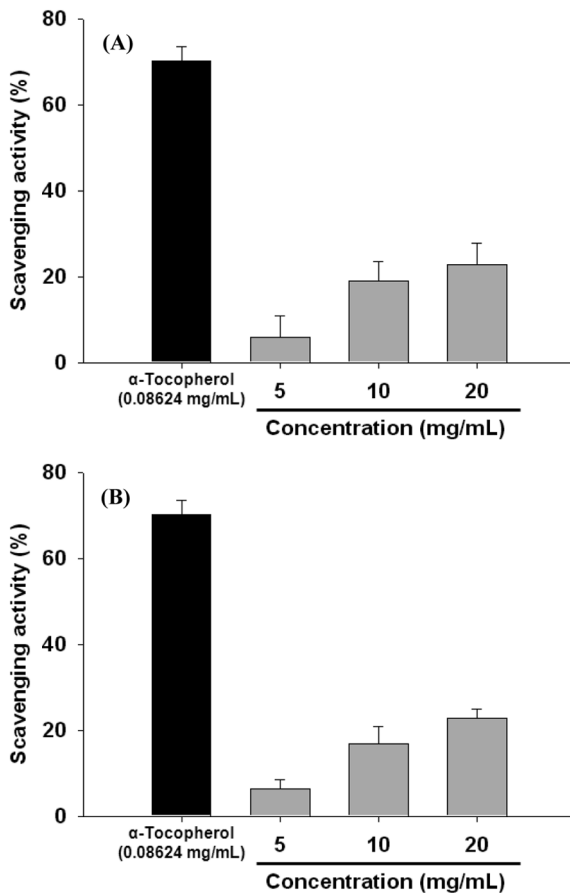 (A)
Scavenging activity (%)
80
60
40
20
0
α-Tocopherol
(0.08624 mg/mL)
5 10 20
Concentration (mg/mL)
(B)
Scavenging activity (%)
80
60
40
20
0
α-Tocopherol
(0.08624 mg/mL)
5 10 20
Concentration (mg/mL)